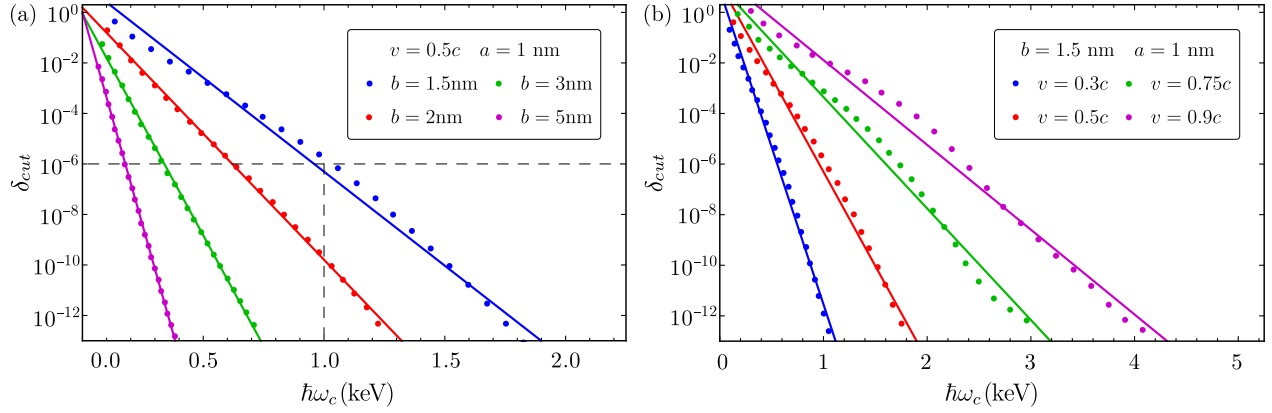 (a)
10^0
10^-2
10^-4
10^-6
10^-8
10^-10
10^-12
δ_cut
v = 0.5c   a = 1 nm
b = 1.5nm   b = 3nm
b = 2nm   b = 5nm
0.0   0.5   1.0   1.5   2.0
ħω_c(keV)
(b)
10^0
10^-2
10^-4
10^-6
10^-8
10^-10
10^-12
δ_cut
b = 1.5 nm   a = 1 nm
v = 0.3c   v = 0.75c
v = 0.5c   v = 0.9c
0   1   2   3   4   5
ħω_c(keV)